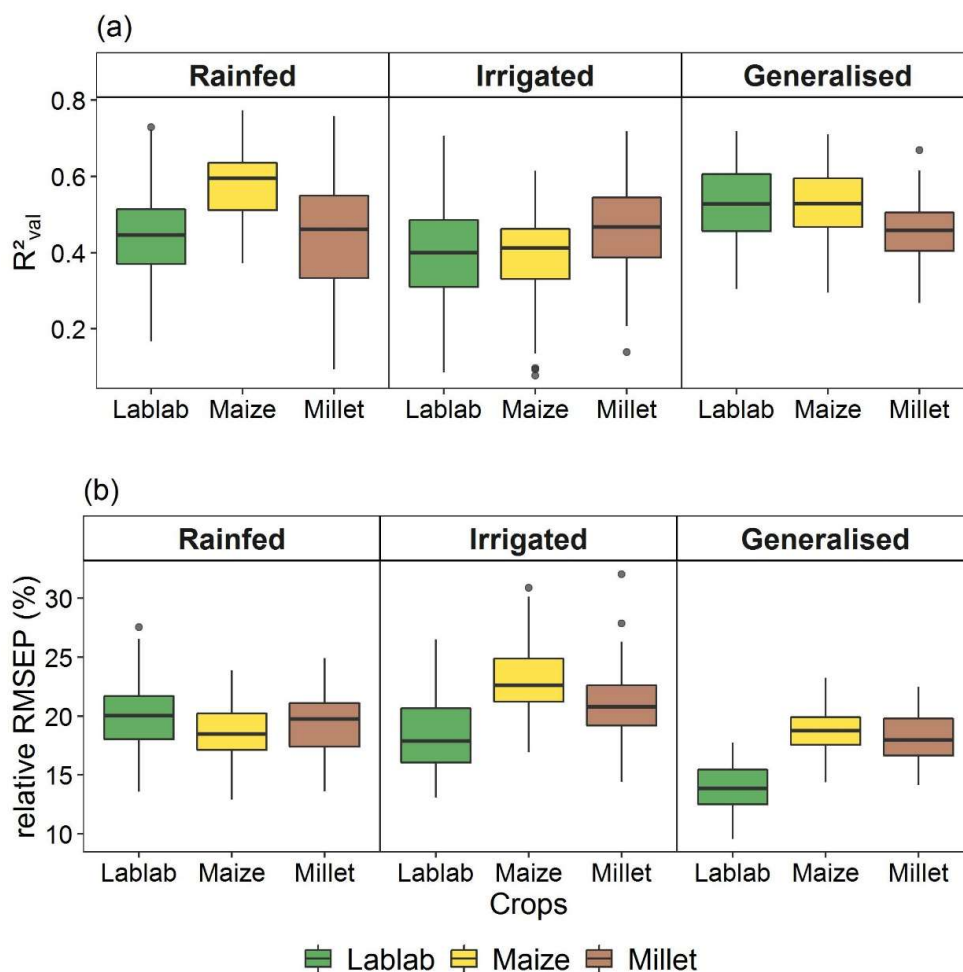 (a)
Rainfed Irrigated Generalised
0.8
0.6
0.4
0.2
R²val
Lablab Maize Millet Lablab Maize Millet Lablab Maize Millet
(b)
Rainfed Irrigated Generalised
30
25
20
15
10
relative RMSEP (%)
Lablab Maize Millet Lablab Maize Millet Lablab Maize Millet
Crops
Lablab Maize Millet